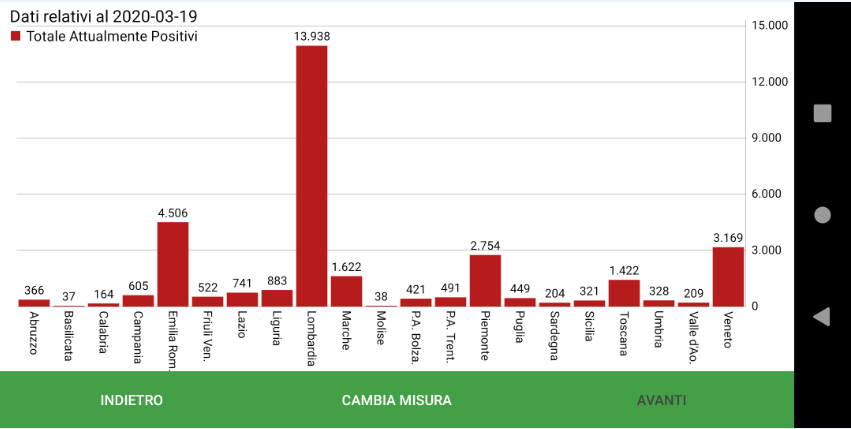 Dati relativi al 2020-03-19
Totale Attualmente Positivi
15.000
12.000
9.000
6.000
3.000
0
366
37
164
605
4.506
522
741
883
13.938
1.622
38
421
491
2.754
449
204
321
1.422
328
209
3.169
Abruzzo
Basilicata
Calabria
Campania
Emilia Rom.
Friuli Ven.
Lazio
Liguria
Lombardia
Marche
Molise
P.A. Bolza.
P.A. Trent.
Piemonte
Puglia
Sardegna
Sicilia
Toscana
Umbria
Valle d'Ao.
Veneto
INDIETRO
CAMBIA MISURA
AVANTI